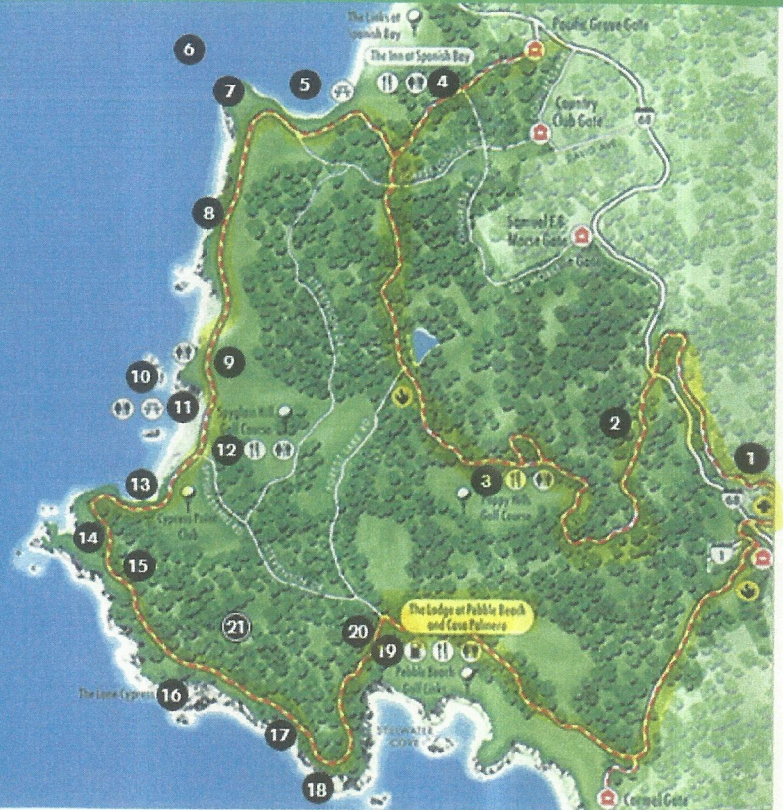 The Links at
Spanish Bay
Pacific Grove Gate
The Inn at Spanish Bay
6
5
4
7
Country
Club Gate
68
8
Samuel F.B.
Morse Gate
9
10
11
2
Spyglass Hill
Golf Course
12
1
3
13
Cypress Point
Club
Poppy Hills
Golf Course
68
14
1
15
The Lodge at Pebble Beach
and Casa Palmero
21
20
19
Pebble Beach
Golf Links
The Lone Cypress
16
17
STILLWATER
COVE
18
Carmel Gate